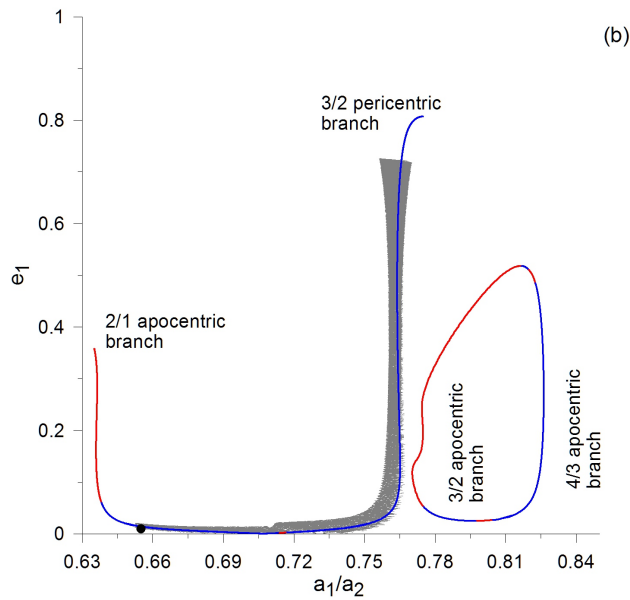 (b)
1
0.8
0.6
0.4
0.2
0
e1
3/2 pericentric
branch
2/1 apocentric
branch
3/2 apocentric
branch
4/3 apocentric
branch
0.63 0.66 0.69 0.72 0.75 0.78 0.81 0.84
a1/a2